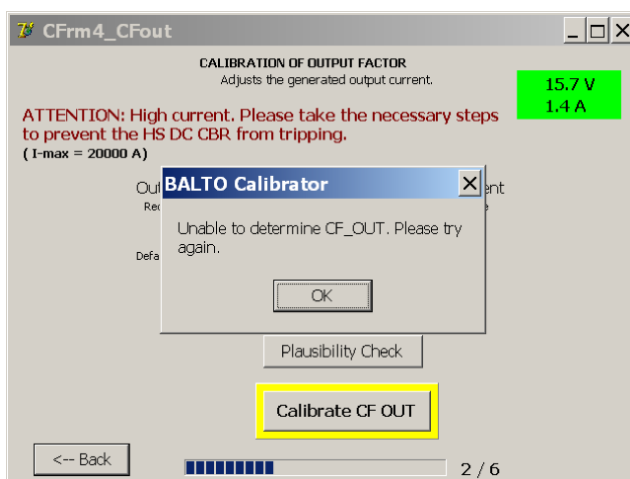 CFrm4_CFout
CALIBRATION OF OUTPUT FACTOR
Adjusts the generated output current.
15.7 V
1.4 A
ATTENTION: High current. Please take the necessary steps
to prevent the HS DC CBR from tripping.
( I-max = 20000 A)
BALTO Calibrator
Unable to determine CF_OUT. Please try
again.
OK
Plausibility Check
Calibrate CF OUT
<-- Back
2 / 6